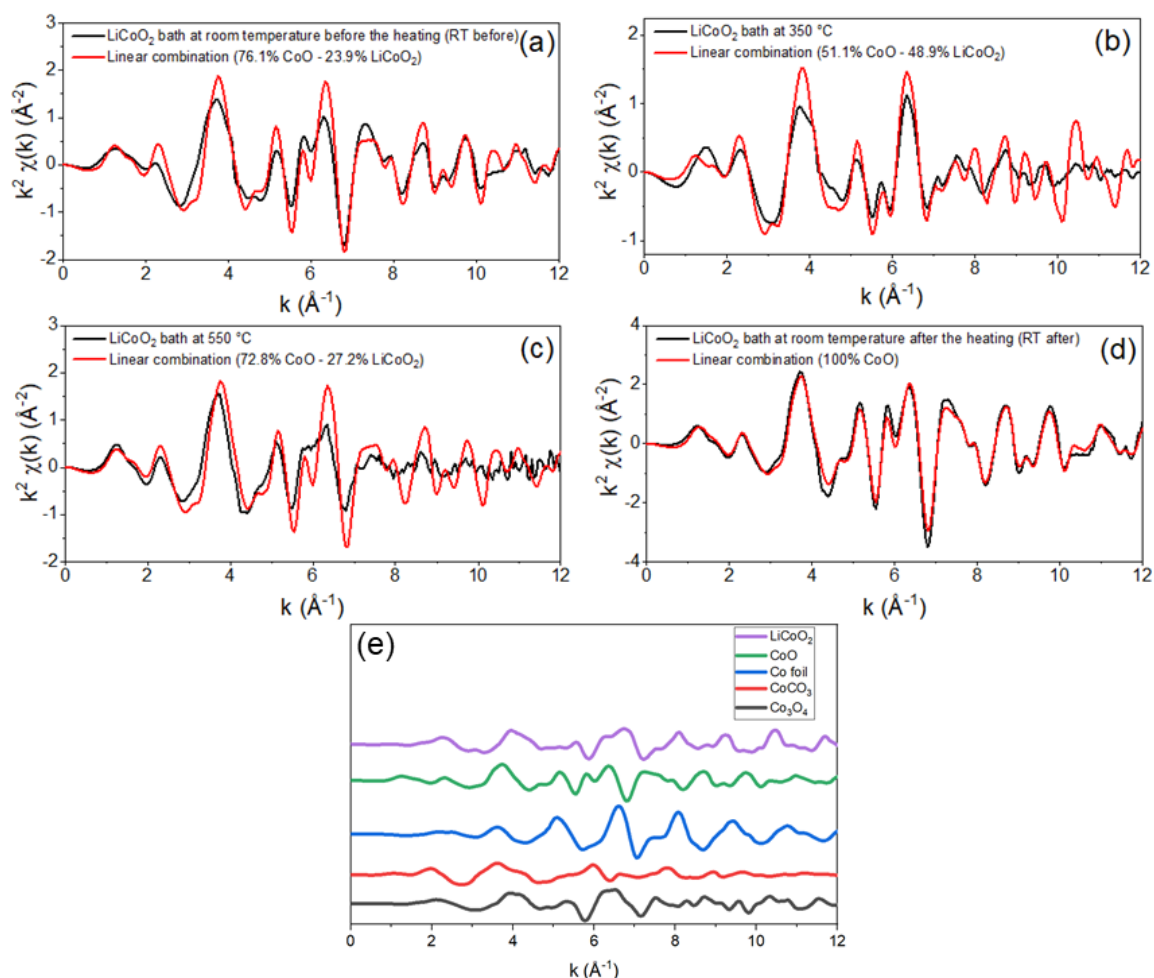 (a)
LiCoO₂ bath at room temperature before the heating (RT before)
Linear combination (76.1% CoO - 23.9% LiCoO₂)
3
2
1
0
-1
-2
k² χ(k) (Å⁻²)
0 2 4 6 8 10 12
k (Å⁻¹)
(b)
LiCoO₂ bath at 350 °C
Linear combination (51.1% CoO - 48.9% LiCoO₂)
2
1
0
-1
k² χ(k) (Å⁻²)
0 2 4 6 8 10 12
k (Å⁻¹)
(c)
LiCoO₂ bath at 550 °C
Linear combination (72.8% CoO - 27.2% LiCoO₂)
3
2
1
0
-1
-2
k² χ(k) (Å⁻²)
0 2 4 6 8 10 12
k (Å⁻¹)
(d)
LiCoO₂ bath at room temperature after the heating (RT after)
Linear combination (100% CoO)
4
2
0
-2
-4
k² χ(k) (Å⁻²)
0 2 4 6 8 10 12
k (Å⁻¹)
(e)
LiCoO₂
CoO
Co foil
CoCO₃
Co₃O₄
0 2 4 6 8 10 12
k (Å⁻¹)